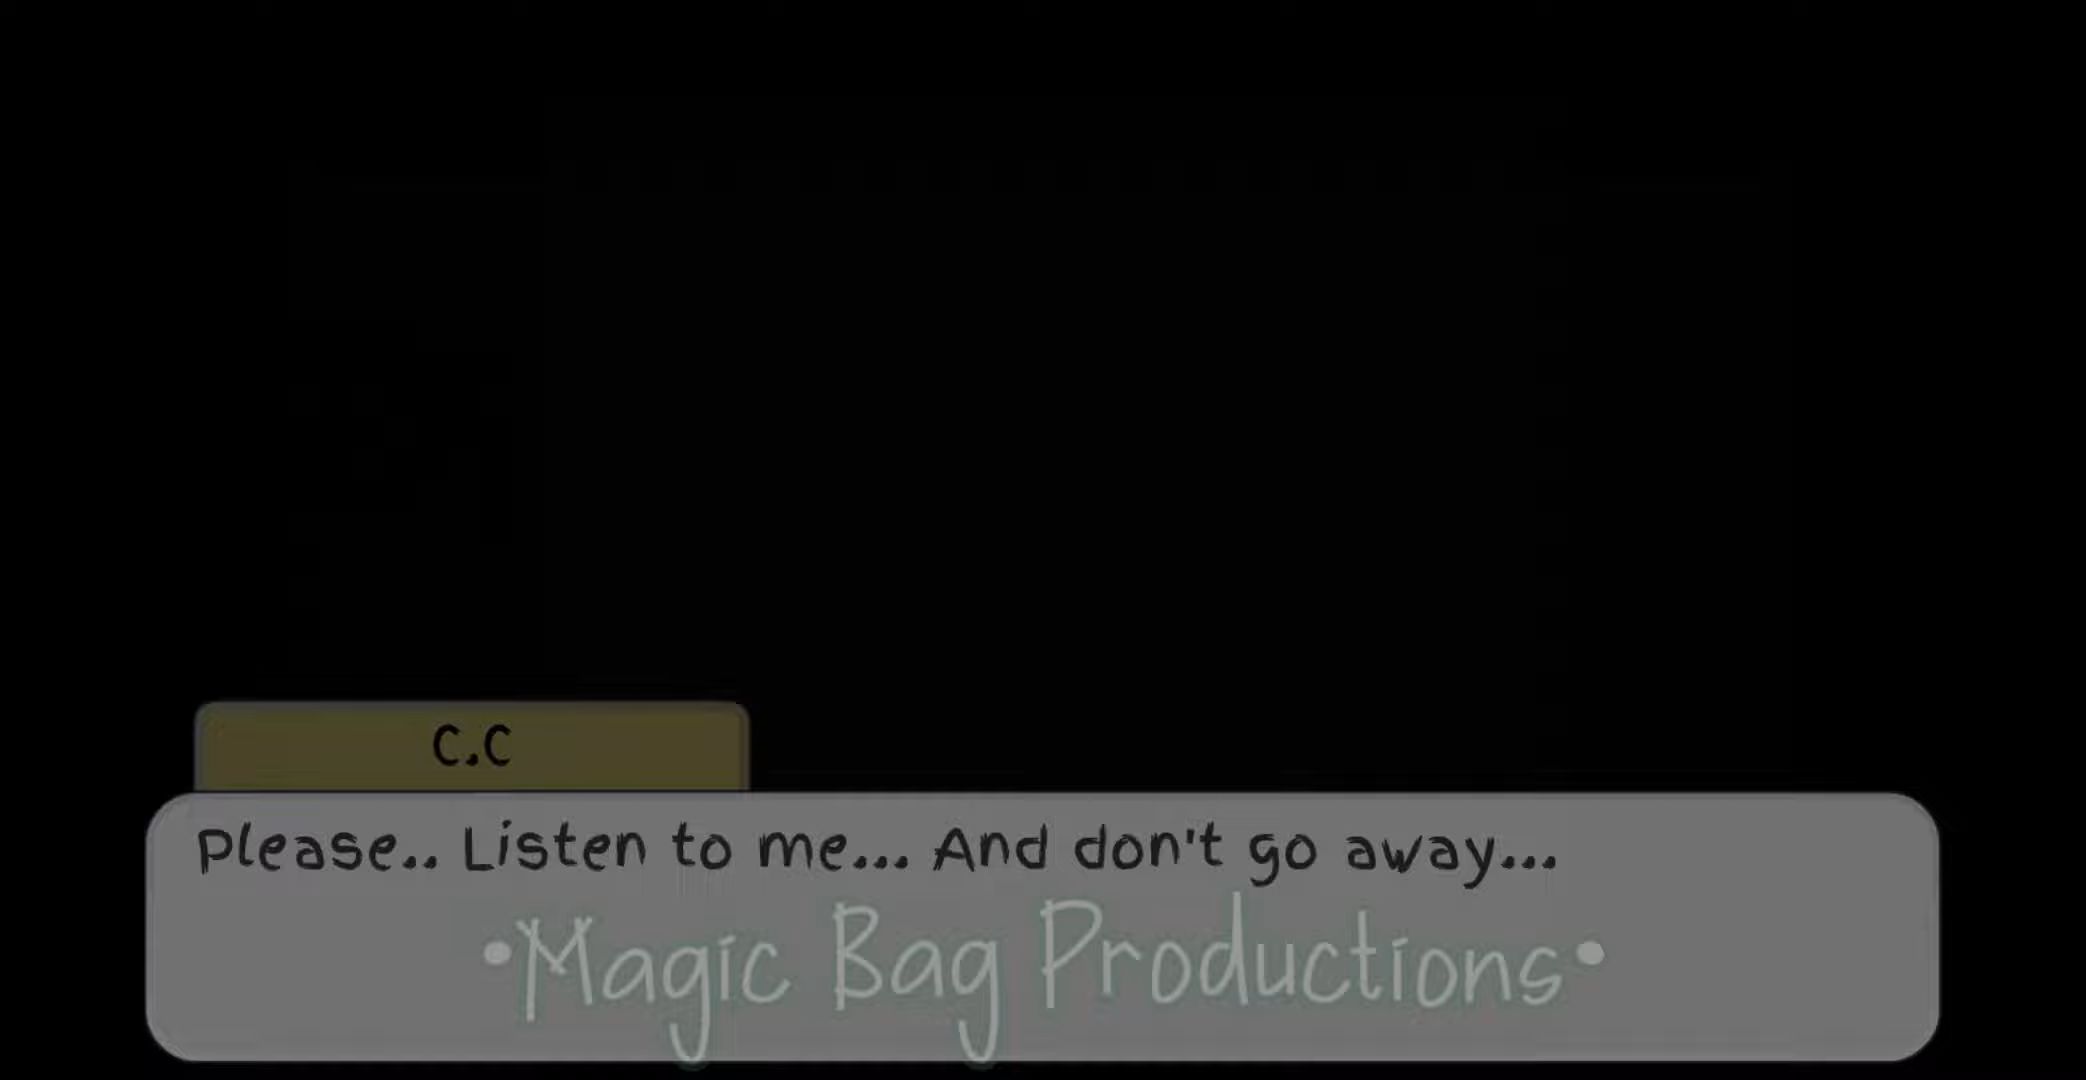 C.C
Please.. Listen to me... And don't go away...
•Magic Bag Productions•